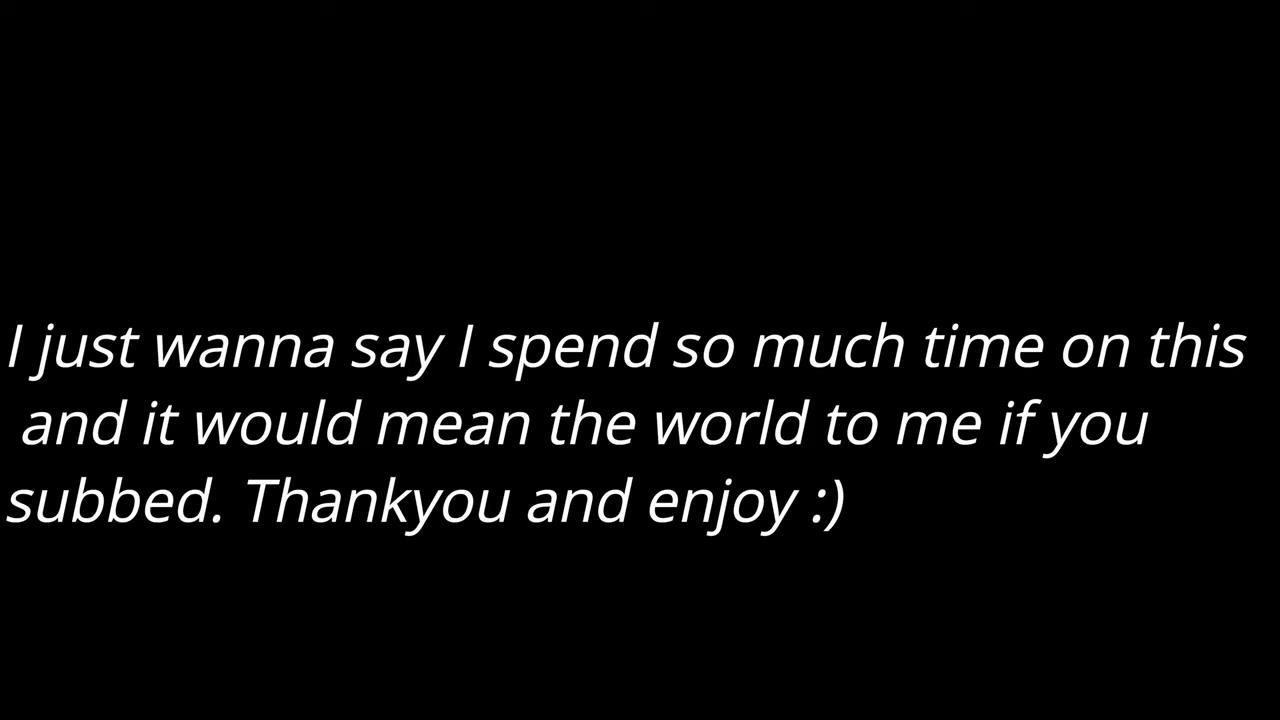 I just wanna say I spend so much time on this
and it would mean the world to me if you
subbed. Thankyou and enjoy :)